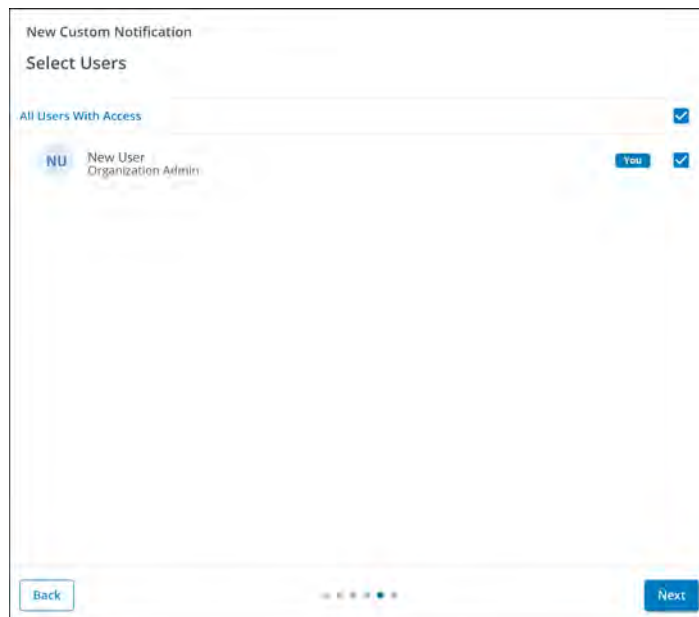 New Custom Notification
Select Users
All Users With Access
NU
New User
You
Organization Admin
Back
Next